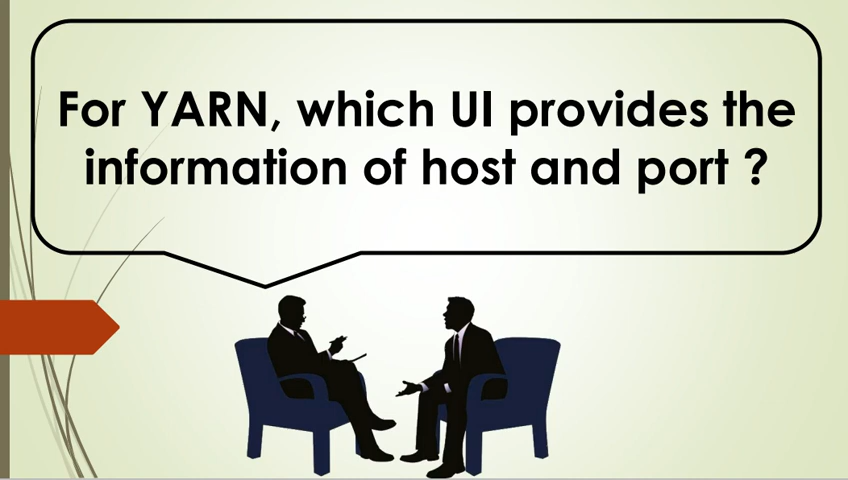 For YARN, which UI provides the
information of host and port ?